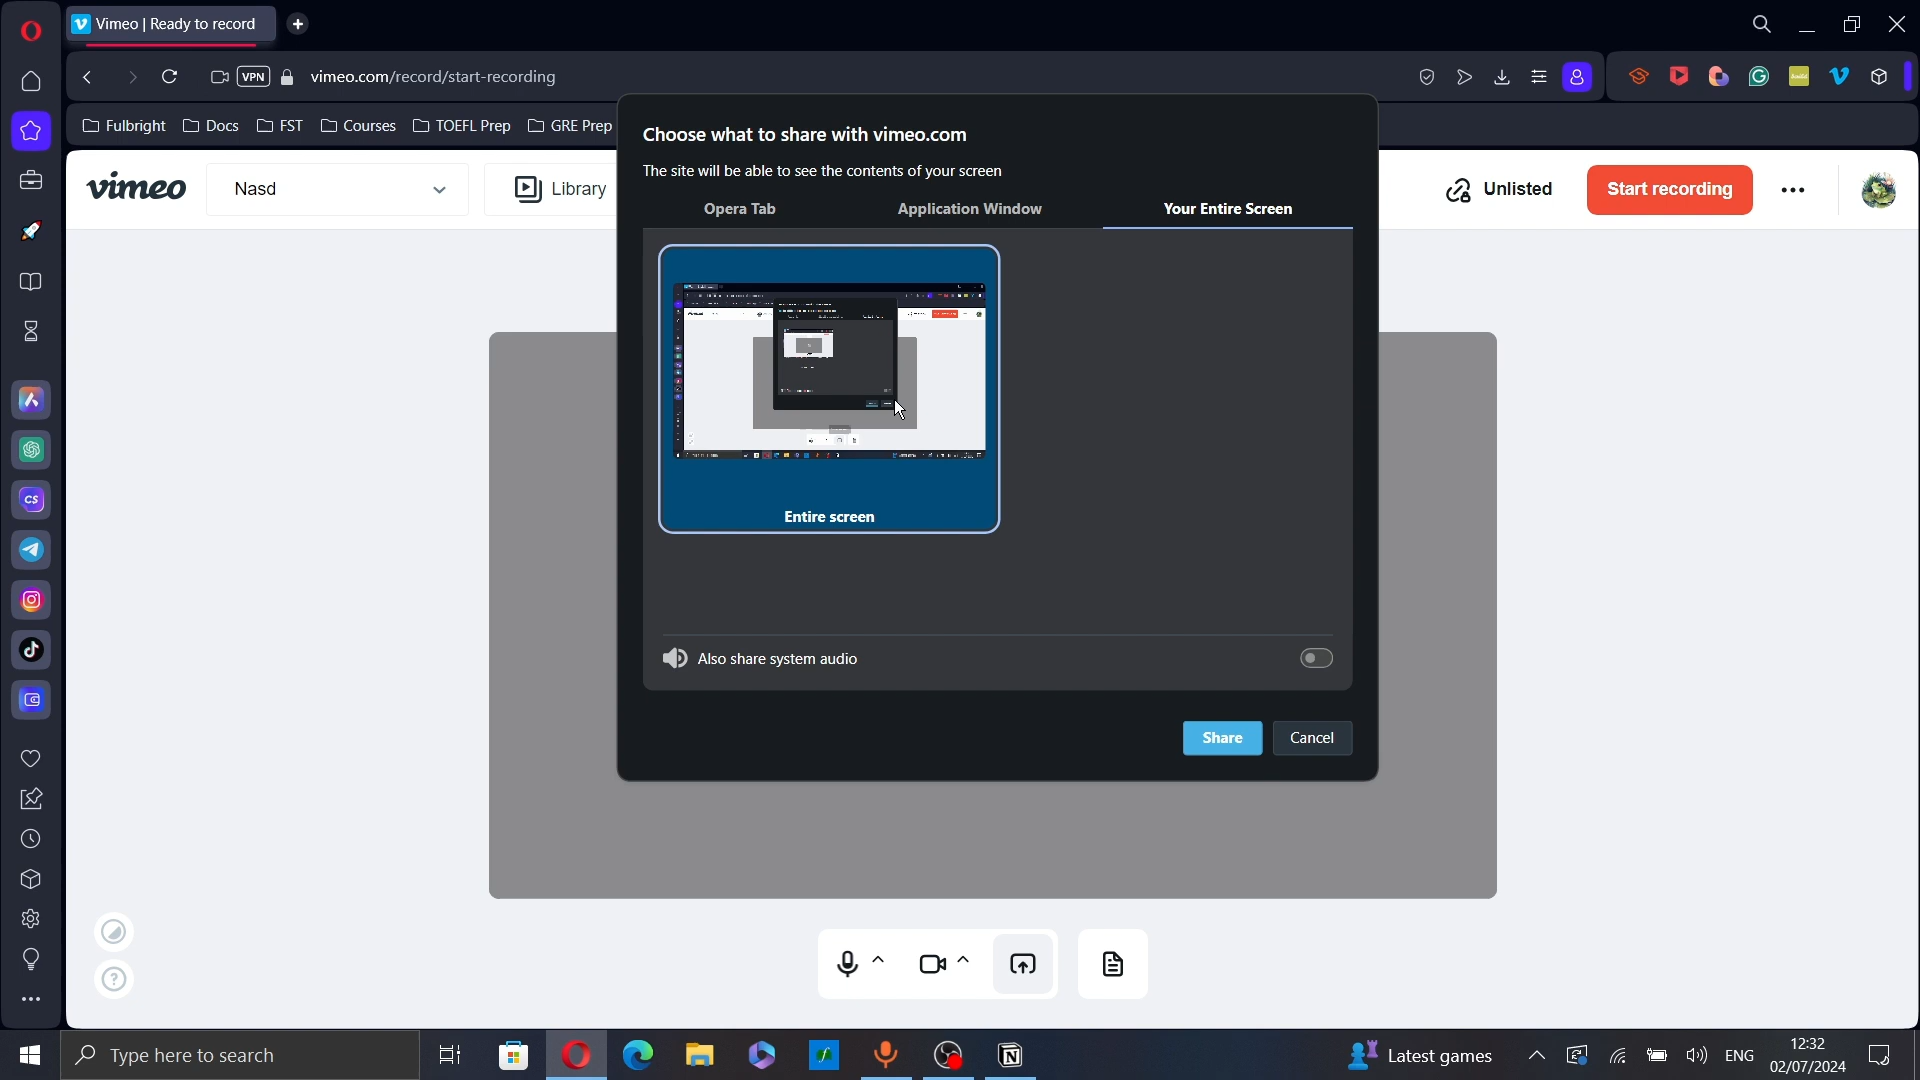 Vimeo | Ready to record
VPN
vimeo.com/record/start-recording
Fulbright
Docs
FST
Courses
TOEFL Prep
GRE Prep
vimeo
Nasd
Library
Unlisted
Start recording
Choose what to share with vimeo.com
The site will be able to see the contents of your screen
Opera Tab
Application Window
Your Entire Screen
Entire screen
Also share system audio
Share
Cancel
CS
Type here to search
Latest games
ENG
12:32
02/07/2024